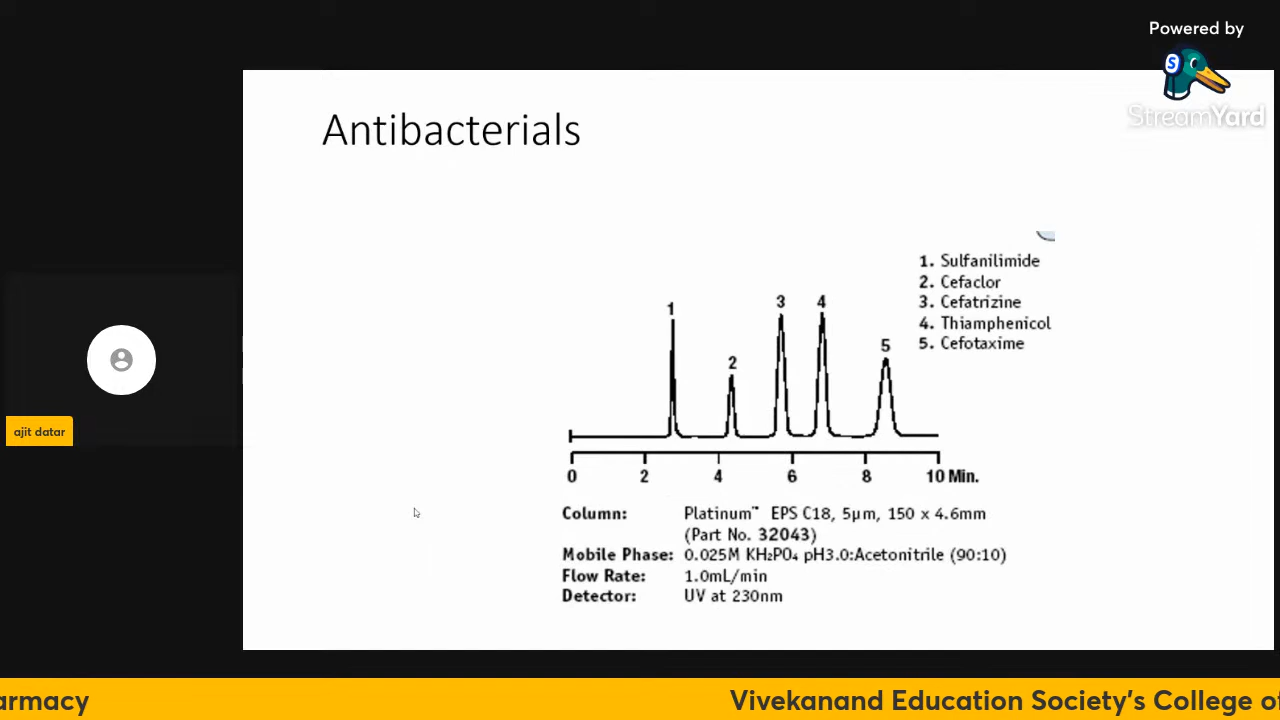 Powered by
StreamYard
Antibacterials
1. Sulfanilimide
2. Cefaclor
3. Cefatrizine
4. Thiamphenicol
5. Cefotaxime
1
2
3
4
5
0 2 4 6 8 10 Min.
Column: Platinum™ EPS C18, 5µm, 150 x 4.6mm
(Part No. 32043)
Mobile Phase: 0.025M KH₂PO₄ pH3.0:Acetonitrile (90:10)
Flow Rate: 1.0mL/min
Detector: UV at 230nm
ajit datar
armacy Vivekanand Education Society's College of